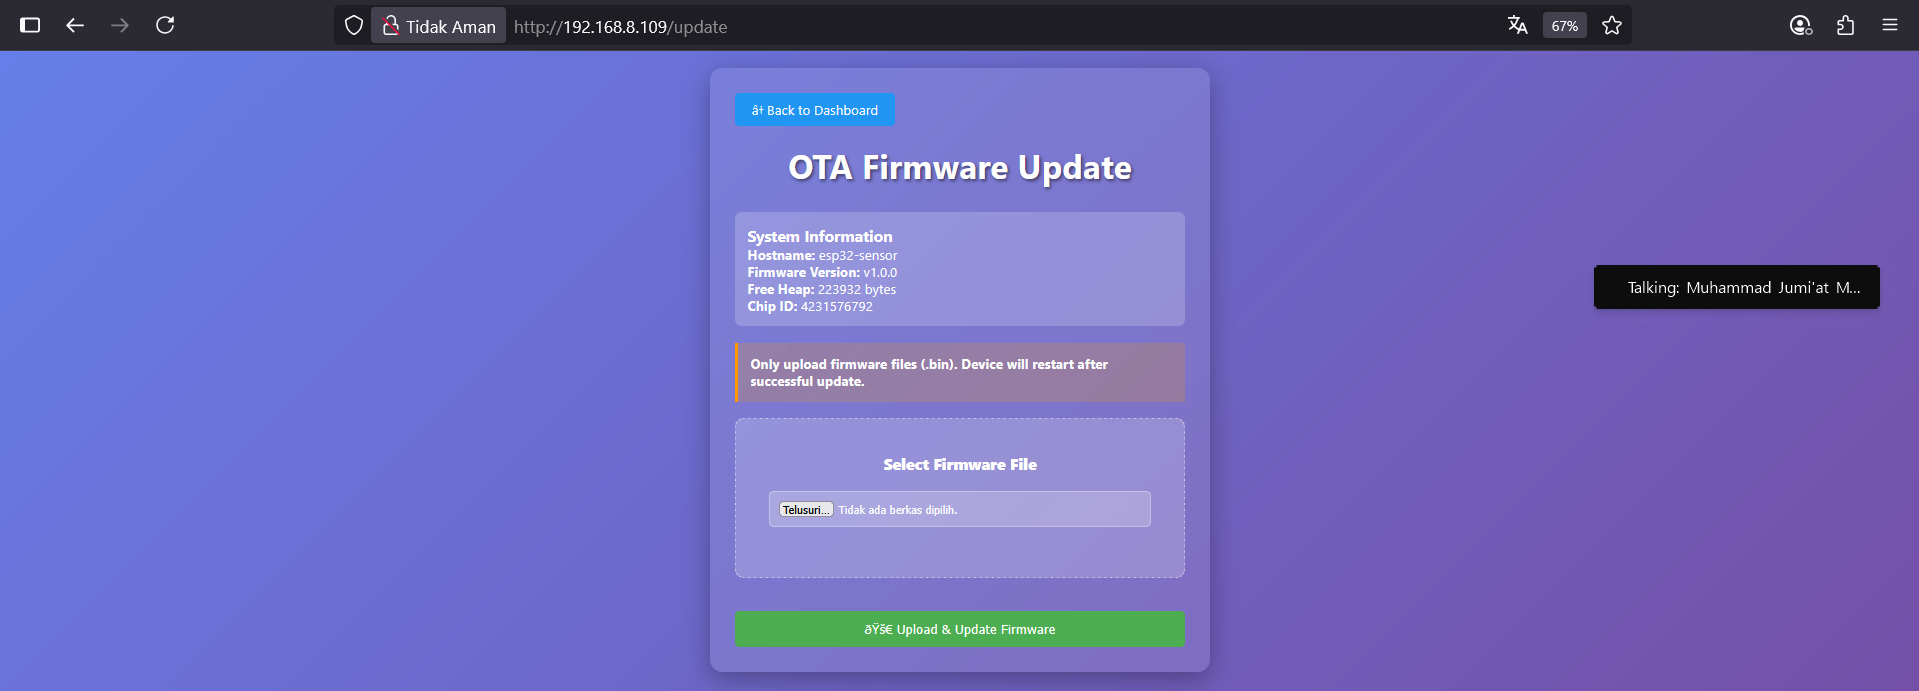 Tidak Aman
http://192.168.8.109/update
67%
â† Back to Dashboard
OTA Firmware Update
System Information
Hostname: esp32-sensor
Firmware Version: v1.0.0
Free Heap: 223932 bytes
Chip ID: 4231576792
Talking: Muhammad Jumi'at M...
Only upload firmware files (.bin). Device will restart after
successful update.
Select Firmware File
Telusuri... Tidak ada berkas dipilih.
ðŸš€ Upload & Update Firmware